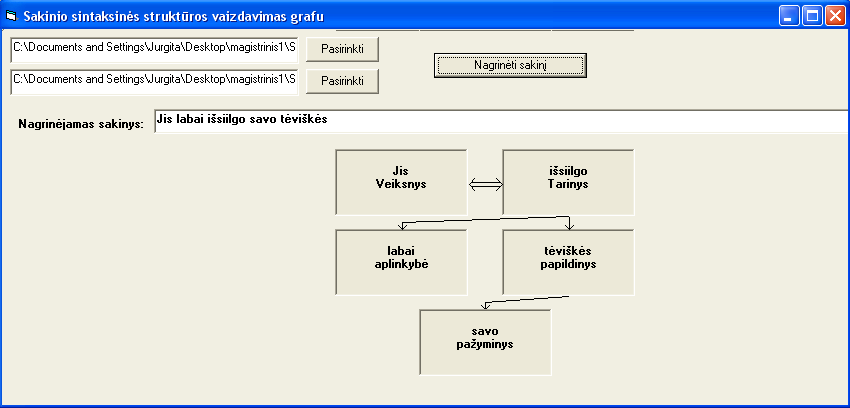 Sakinio sintaksinės struktūros vaizdavimas grafu
C:\Documents and Settings\Jurgita\Desktop\magistrinis1\S
Pasirinkti
Nagrinėti sakinį
C:\Documents and Settings\Jurgita\Desktop\magistrinis1\S
Pasirinkti
Nagrinėjamas sakinys:
Jis labai išsiilgo savo tėviškės
Jis
Veiksnys
išsiilgo
Tarinys
labai
aplinkybė
tėviškės
papildinys
savo
pažyminys